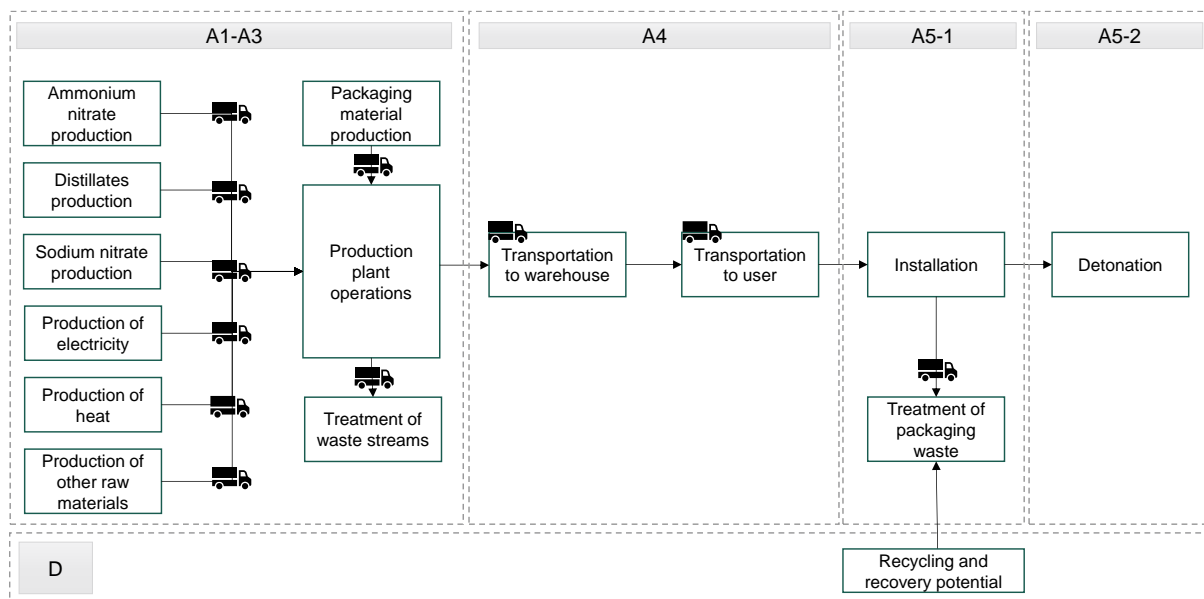 A1-A3
A4
A5-1
A5-2
Ammonium
nitrate
production
Packaging
material
production
Distillates
production
Sodium nitrate
production
Production
plant
operations
Transportation
to warehouse
Transportation
to user
Installation
Detonation
Production of
electricity
Production of
heat
Treatment of
waste streams
Treatment of
packaging
waste
Production of
other raw
materials
D
Recycling and
recovery potential